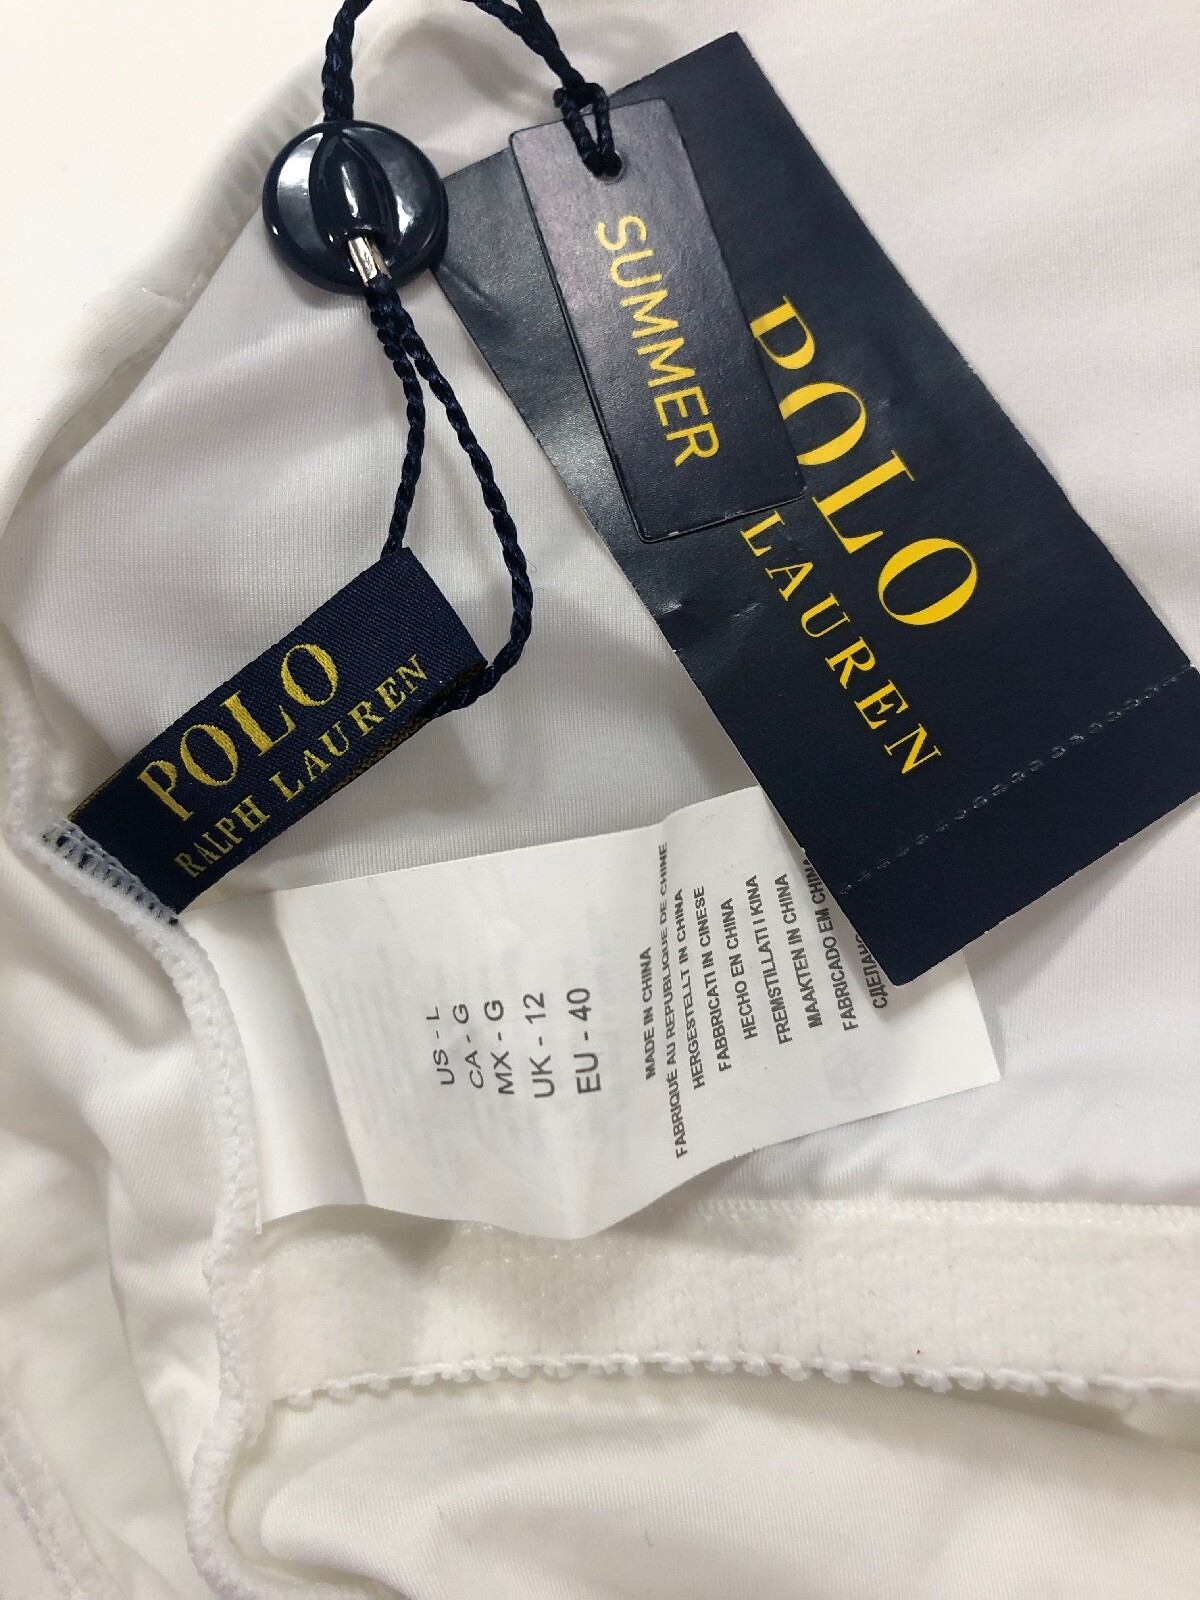 SUMMER
POLO
LAUREN
POLO
RALPH LAUREN
US - L
CA - G
MX - G
UK - 12
EU - 40
MADE IN CHINA
FABRIQUÉ AU REPUBLIQUE DE CHINE
HERGESTELLT IN CHINA
FABBRICATI IN CINESE
HECHO EN CHINA
FREMSTILLATI I KINA
MAAKTEN IN CHINA
FABRICADO EM CHINA